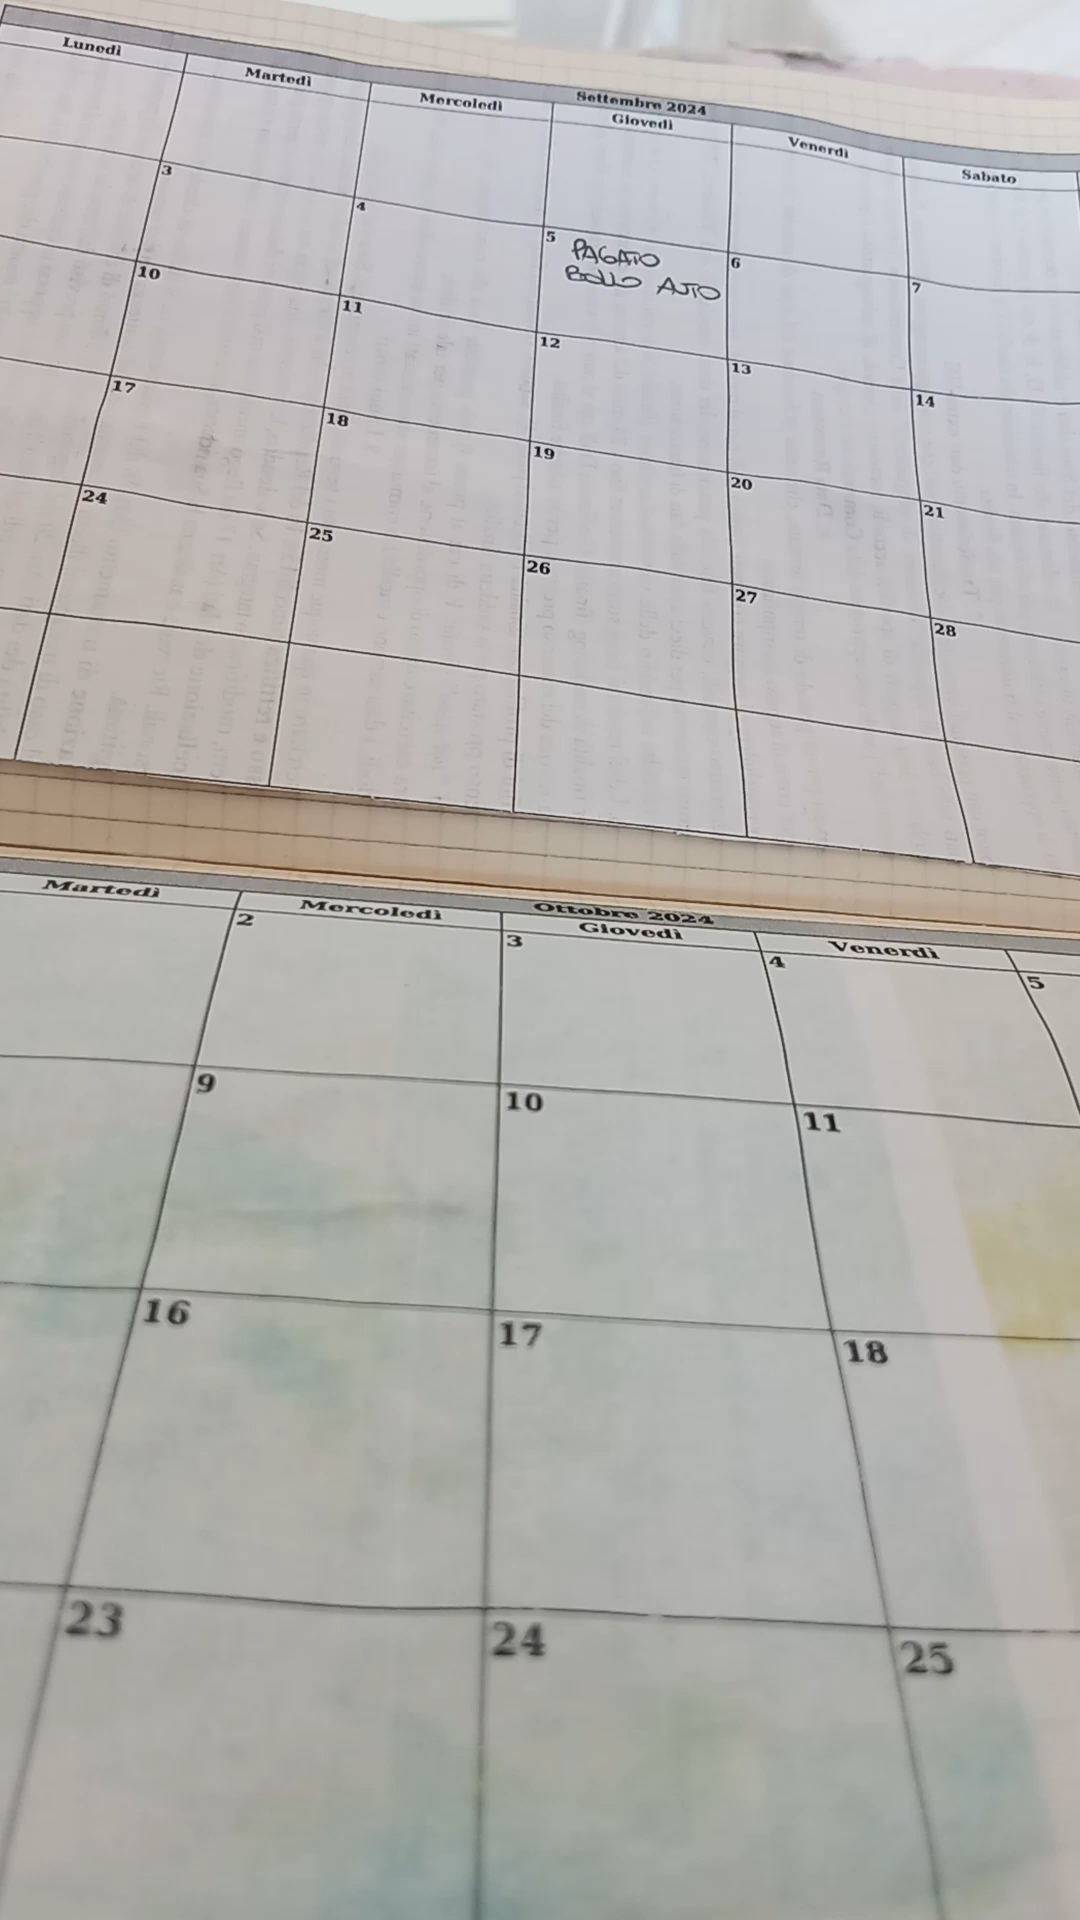 Settembre 2024
Lunedì Martedì Mercoledì Giovedì Venerdì Sabato
3 4 5 6 7
PAGATO
BOLLO AUTO
10 11 12 13 14
17 18 19 20 21
24 25 26 27 28
Ottobre 2024
Martedì Mercoledì Giovedì Venerdì
2 3 4 5
9 10 11
16 17 18
23 24 25